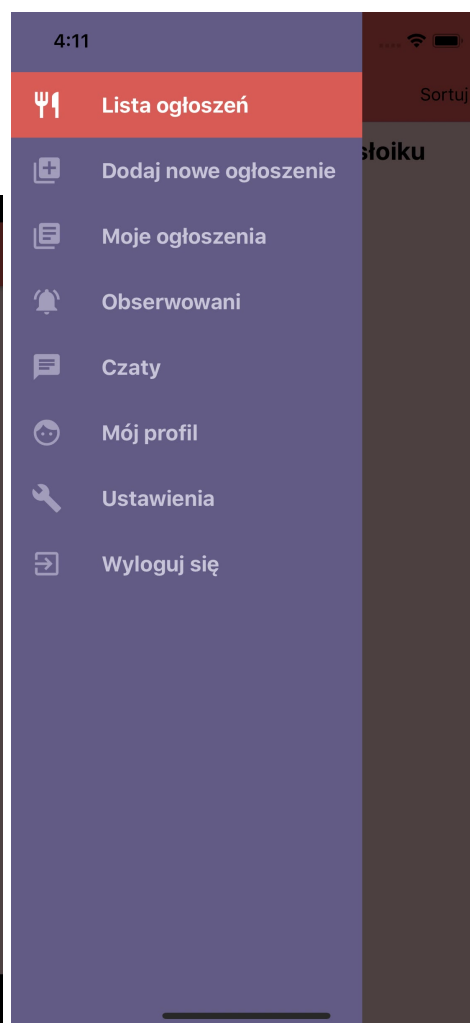 4:11
Lista ogłoszeń
Sortuj
Dodaj nowe ogłoszenie
słoiku
Moje ogłoszenia
Obserwowani
Czaty
Mój profil
Ustawienia
Wyloguj się